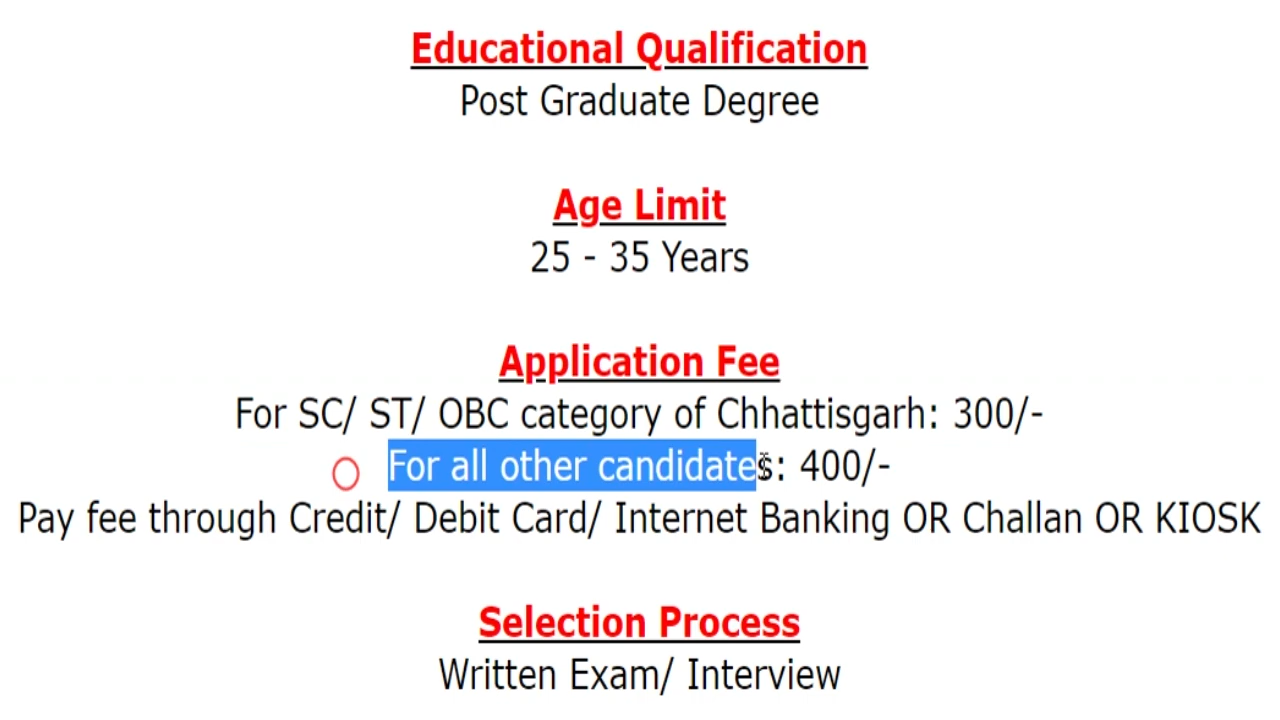 Educational Qualification
Post Graduate Degree
Age Limit
25 - 35 Years
Application Fee
For SC/ ST/ OBC category of Chhattisgarh: 300/-
For all other candidates: 400/-
Pay fee through Credit/ Debit Card/ Internet Banking OR Challan OR KIOSK
Selection Process
Written Exam/ Interview